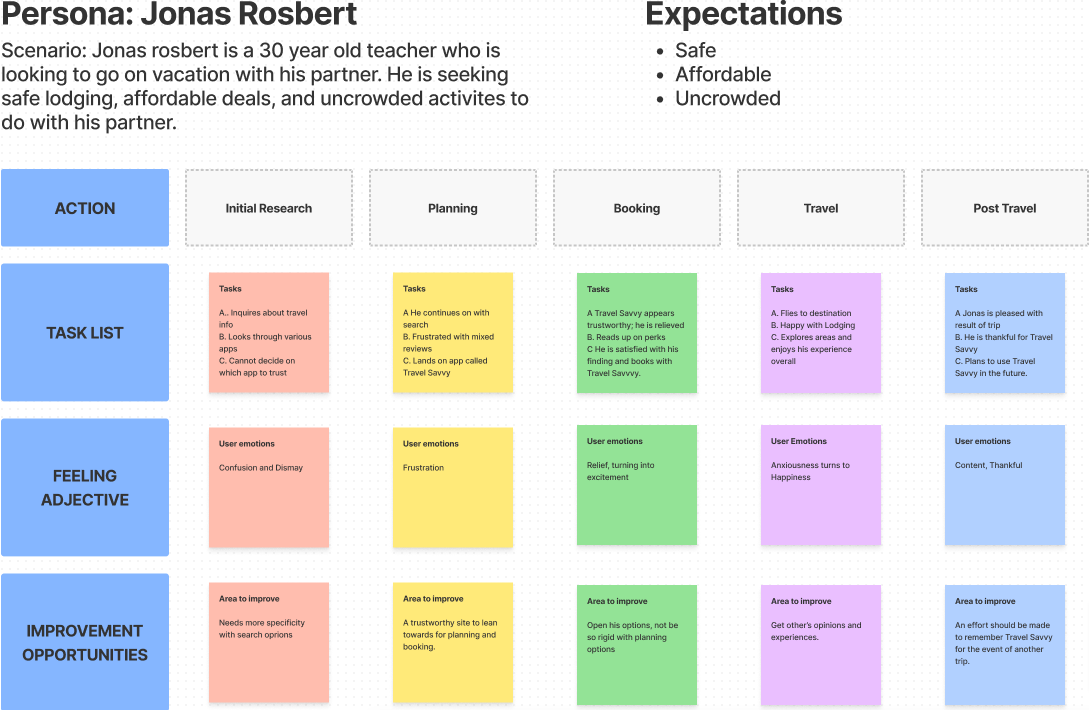 Persona: Jonas Rosbert
Scenario: Jonas rosbert is a 30 year old teacher who is
looking to go on vacation with his partner. He is seeking
safe lodging, affordable deals, and uncrowded activites to
do with his partner.
Expectations
• Safe
• Affordable
• Uncrowded
ACTION
Initial Research
Planning
Booking
Travel
Post Travel
TASK LIST
Tasks
A.. Inquires about travel
info
B. Looks through various
apps
C. Cannot decide on
which app to trust
Tasks
A He continues on with
search
B. Frustrated with mixed
reviews
C. Lands on app called
Travel Savvy
Tasks
A Travel Savvy appears
trustworthy; he is relieved
B. Reads up on perks
C He is satisfied with his
finding and books with
Travel Savvvy.
Tasks
A. Flies to destination
B. Happy with Lodging
C. Explores areas and
enjoys his experience
overall
Tasks
A Jonas is pleased with
result of trip
B. He is thankful for Travel
Savvy
C. Plans to use Travel
Savvy in the future.
FEELING
ADJECTIVE
User emotions
Confusion and Dismay
User emotions
Frustration
User emotions
Relief, turning into
excitement
User Emotions
Anxiousness turns to
Happiness
User emotions
Content, Thankful
IMPROVEMENT
OPPORTUNITIES
Area to improve
Needs more specificity
with search oprions
Area to improve
A trustworthy site to lean
towards for planning and
booking.
Area to improve
Open his options, not be
so rigid with planning
options
Area to improve
Get other's opinions and
experiences.
Area to improve
An effort should be made
to remember Travel Savvy
for the event of another
trip.